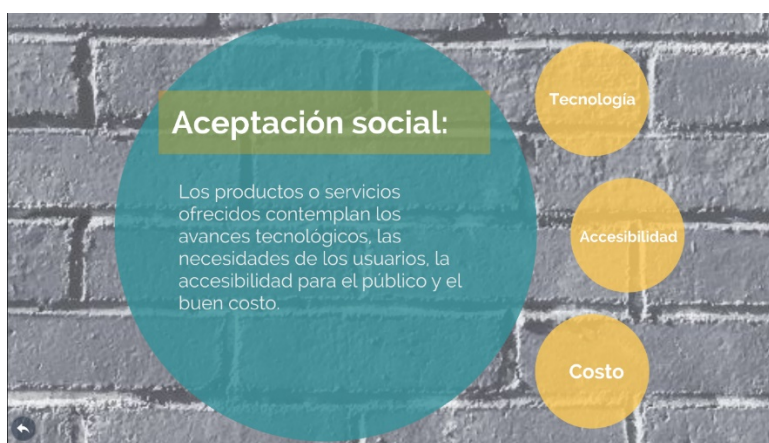 Aceptación social:
Los productos o servicios
ofrecidos contemplan los
avances tecnológicos, las
necesidades de los usuarios, la
accesibilidad para el público y el
buen costo.
Tecnología
Accesibilidad
Costo